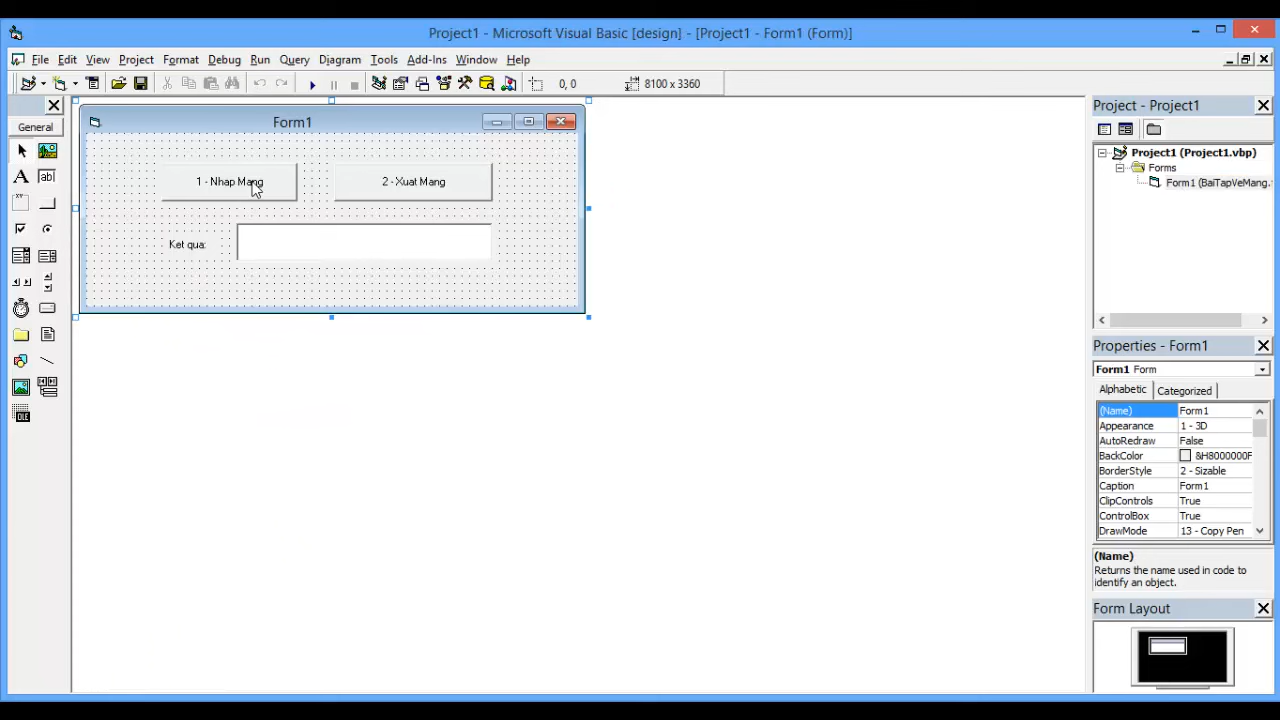 Project1 - Microsoft Visual Basic [design] - [Project1 - Form1 (Form)]
File Edit View Project Format Debug Run Query Diagram Tools Add-Ins Window Help
0, 0 8100 x 3360
General
Form1
1 - Nhap Mang 2 - Xuat Mang
Ket qua:
Project - Project1
Project1 (Project1.vbp)
Forms
Form1 (BaiTapVeMang.
Properties - Form1
Form1 Form
Alphabetic Categorized
(Name) Form1
Appearance 1 - 3D
AutoRedraw False
BackColor &H8000000F
BorderStyle 2 - Sizable
Caption Form1
ClipControls True
ControlBox True
DrawMode 13 - Copy Pen
(Name)
Returns the name used in code to
identify an object.
Form Layout